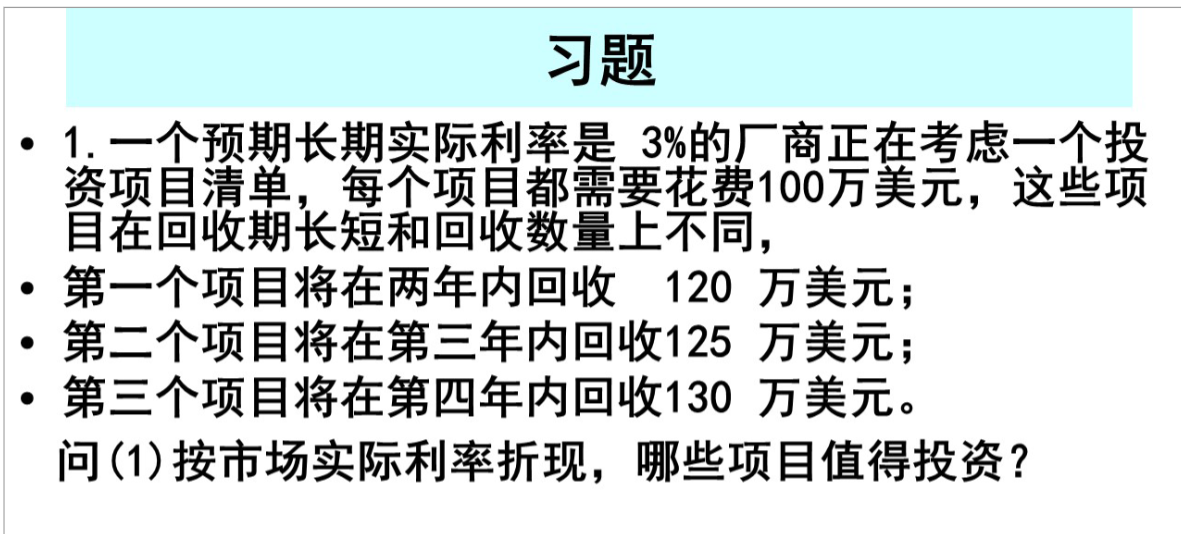 习题
• 1.一个预期长期实际利率是 3%的厂商正在考虑一个投
资项目清单，每个项目都需要花费100万美元，这些项
目在回收期长短和回收数量上不同，
• 第一个项目将在两年内回收 120 万美元；
• 第二个项目将在第三年内回收125 万美元；
• 第三个项目将在第四年内回收130 万美元。
问(1)按市场实际利率折现，哪些项目值得投资？